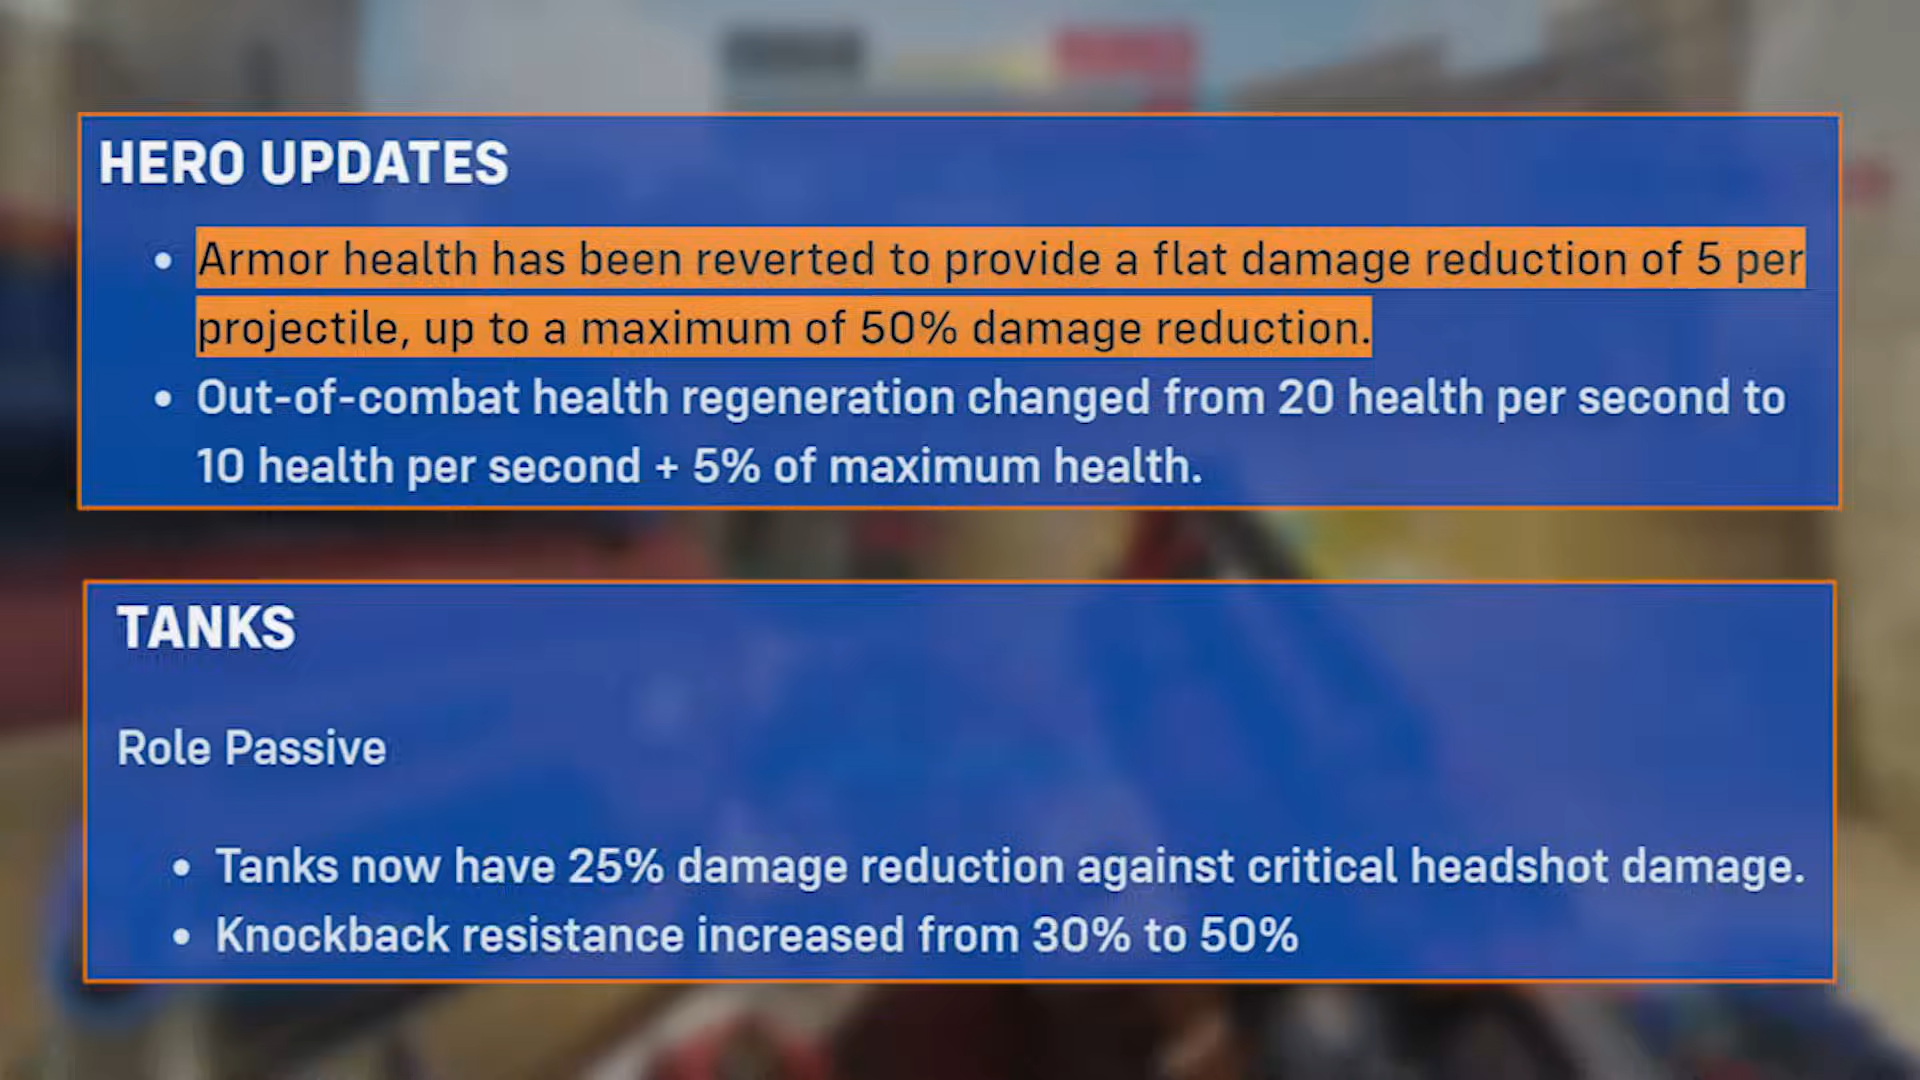 HERO UPDATES
• Armor health has been reverted to provide a flat damage reduction of 5 per
projectile, up to a maximum of 50% damage reduction.
• Out-of-combat health regeneration changed from 20 health per second to
10 health per second + 5% of maximum health.
TANKS
Role Passive
• Tanks now have 25% damage reduction against critical headshot damage.
• Knockback resistance increased from 30% to 50%